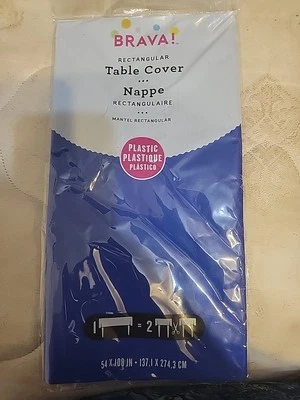 BRAVA!
RECTANGULAR
Table Cover
Nappe
RECTANGULAIRE
MANTEL RECTANGULAR
PLASTIC
PLASTIQUE
PLÁSTICO
1 = 2 X
54 X 108 IN • 137,1 X 274,3 CM